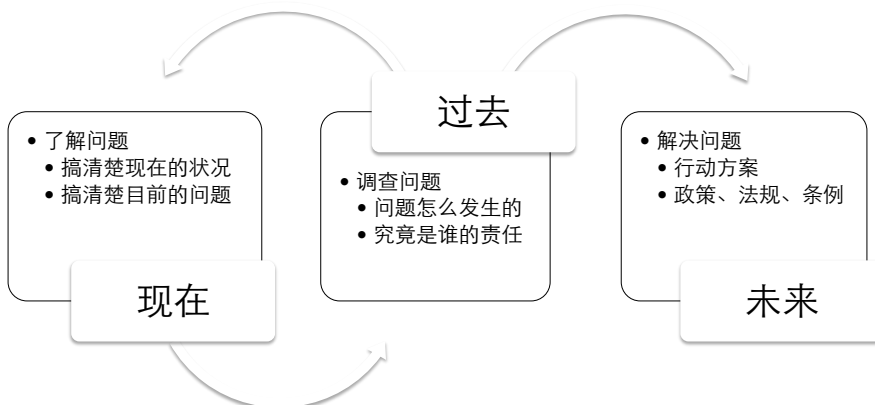 了解问题
搞清楚现在的状况
搞清楚目前的问题
现在
过去
调查问题
问题怎么发生的
究竟是谁的责任
解决问题
行动方案
政策、法规、条例
未来